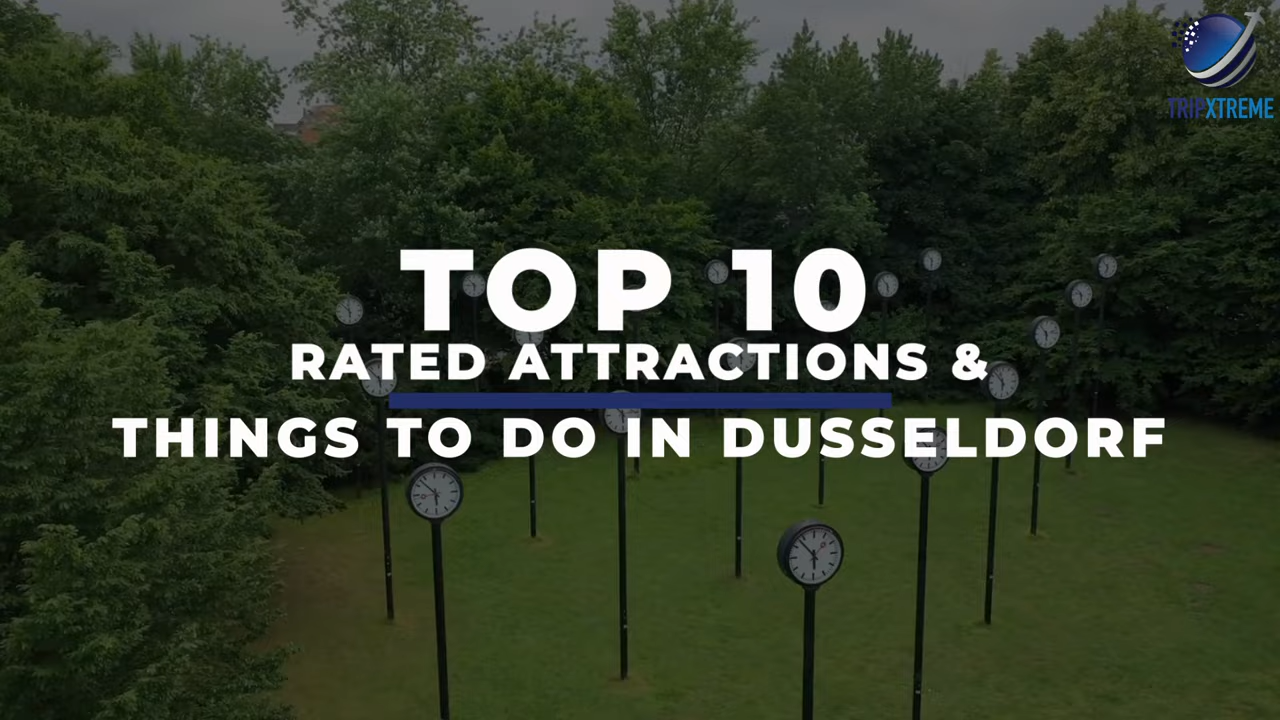 TRIPXTREME
TOP 10
RATED ATTRACTIONS &
THINGS TO DO IN DUSSELDORF